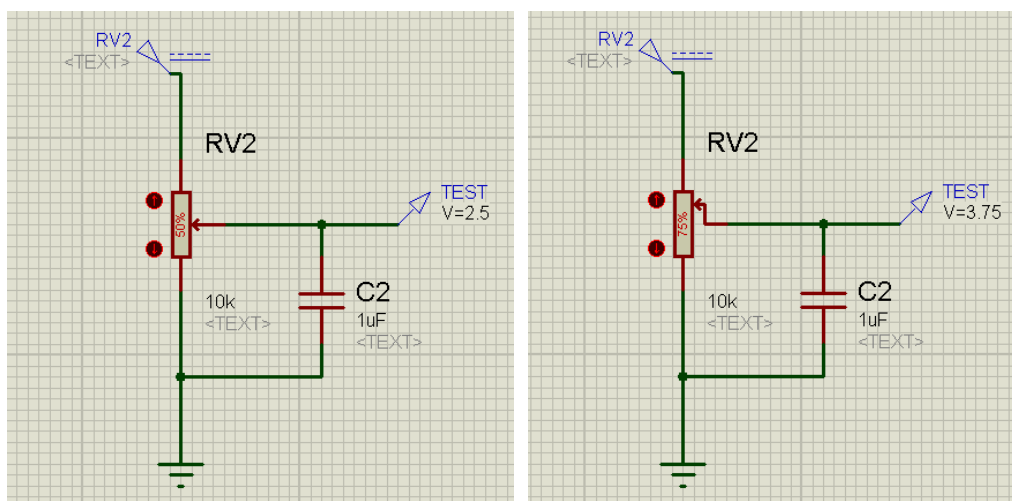 RV2
<TEXT>
RV2
50%
TEST
V=2.5
10k
<TEXT>
C2
1uF
<TEXT>
RV2
<TEXT>
RV2
75%
TEST
V=3.75
10k
<TEXT>
C2
1uF
<TEXT>